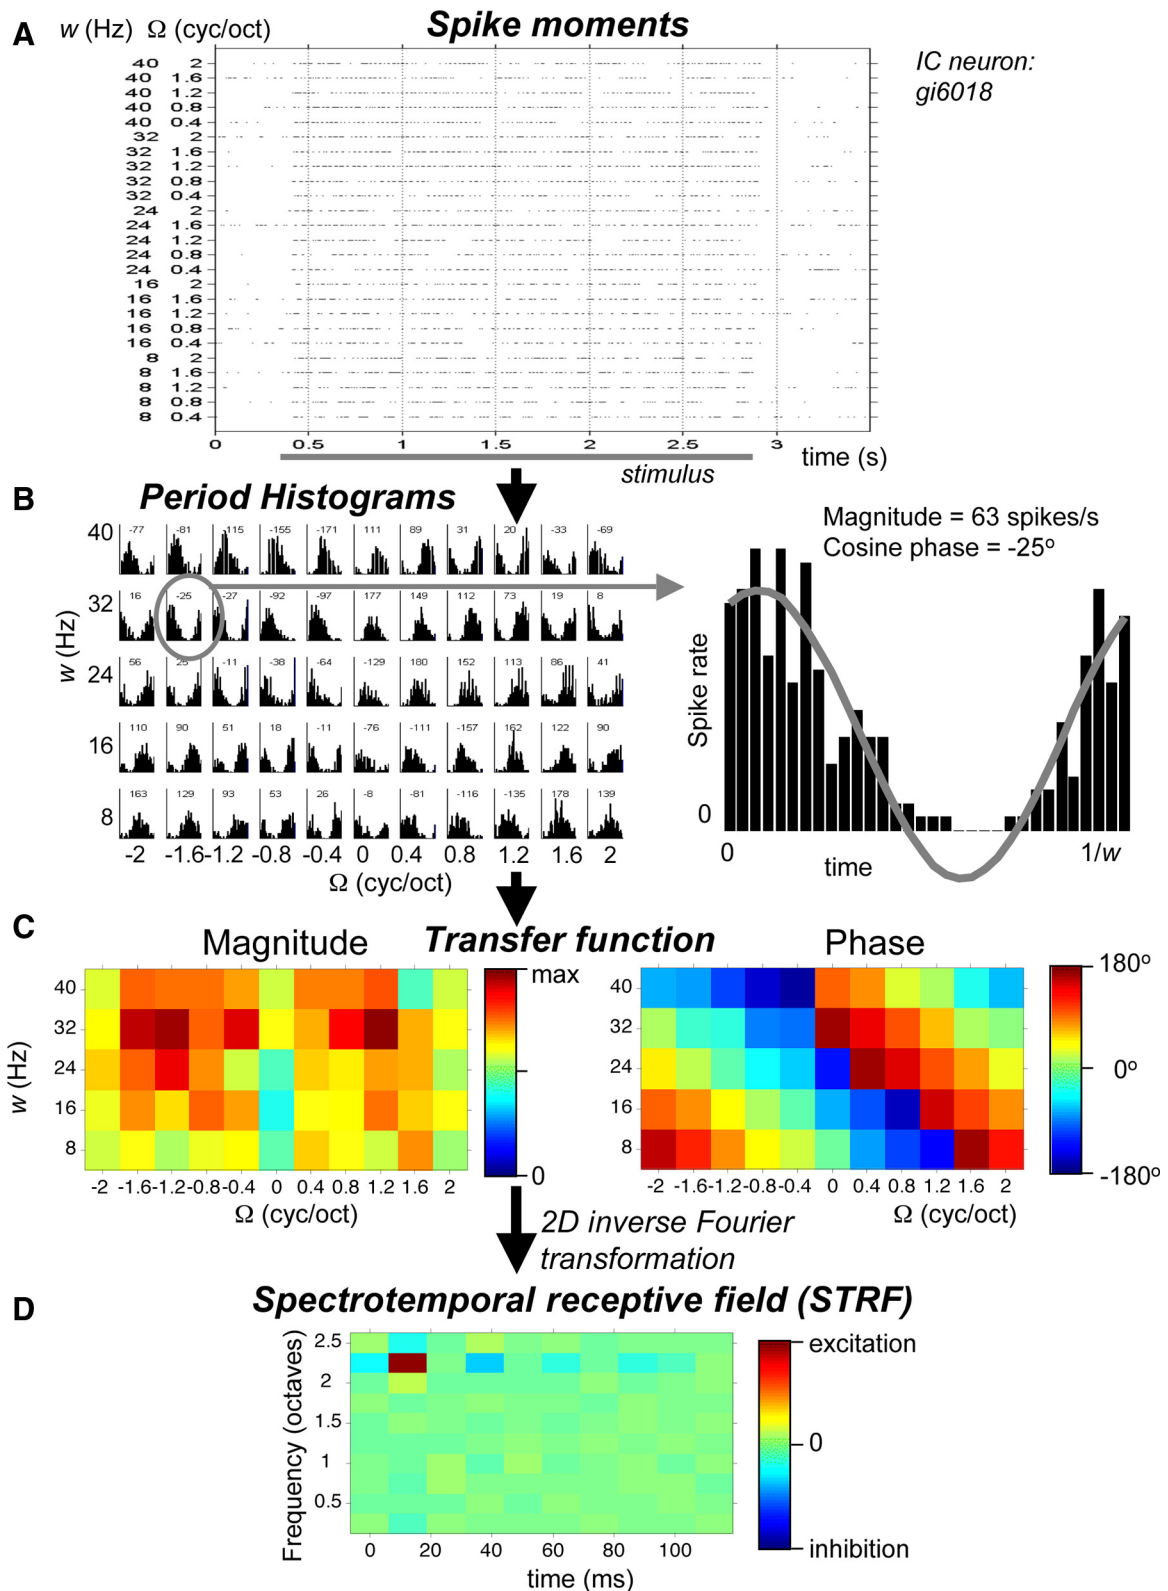 A
w (Hz) Ω (cyc/oct)
Spike moments
IC neuron:
gi6018
40 2
40 1.6
40 1.2
40 0.8
40 0.4
32 2
32 1.6
32 1.2
32 0.8
32 0.4
24 2
24 1.6
24 1.2
24 0.8
24 0.4
16 2
16 1.6
16 1.2
16 0.8
16 0.4
8 2
8 1.6
8 1.2
8 0.8
8 0.4
0 0.5 1 1.5 2 2.5 3
time (s)
stimulus
B
Period Histograms
w (Hz)
40 -77 -81 -115 -155 -171 111 89 31 20 -33 -69
32 16 -25 -27 -92 -97 177 149 112 73 19 8
24 56 25 -11 -38 -64 -129 180 152 113 86 41
16 110 90 51 18 -11 -76 -111 -157 162 122 90
8 163 129 93 53 26 -8 -81 -116 -135 178 139
-2 -1.6 -1.2 -0.8 -0.4 0 0.4 0.8 1.2 1.6 2
Ω (cyc/oct)
Magnitude = 63 spikes/s
Cosine phase = -25º
Spike rate
0
0 1/w
time
C
Magnitude
Transfer function
Phase
w (Hz)
40
32
24
16
8
-2 -1.6 -1.2 -0.8 -0.4 0 0.4 0.8 1.2 1.6 2
Ω (cyc/oct)
max
0
40
32
24
16
8
-2 -1.6 -1.2 -0.8 -0.4 0 0.4 0.8 1.2 1.6 2
Ω (cyc/oct)
180º
0º
-180º
2D inverse Fourier
transformation
D
Spectrotemporal receptive field (STRF)
Frequency (octaves)
2.5
2
1.5
1
0.5
0 20 40 60 80 100
time (ms)
excitation
0
inhibition